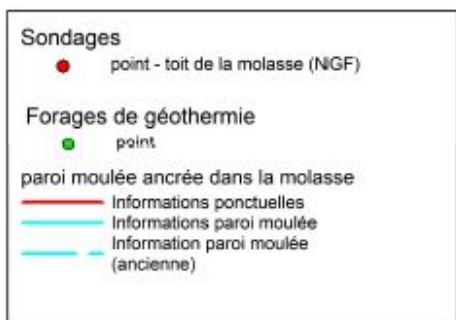 Sondages
point - toit de la molasse (NGF)
Forages de géothermie
point
paroi moulée ancrée dans la molasse
Informations ponctuelles
Informations paroi moulée
Information paroi moulée
(ancienne)